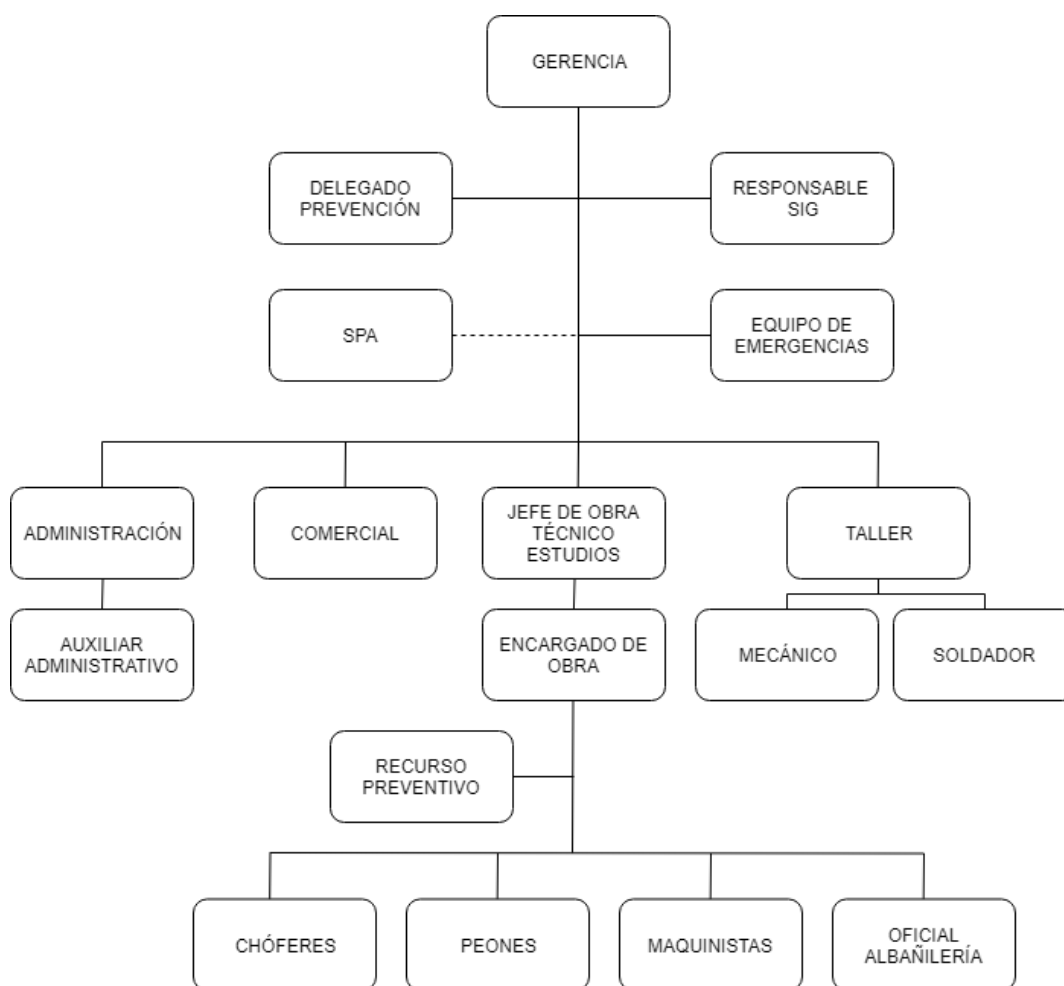 GERENCIA
DELEGADO
PREVENCIÓN
RESPONSABLE
SIG
SPA
EQUIPO DE
EMERGENCIAS
ADMINISTRACIÓN
COMERCIAL
JEFE DE OBRA
TÉCNICO
ESTUDIOS
TALLER
AUXILIAR
ADMINISTRATIVO
ENCARGADO DE
OBRA
MECÁNICO
SOLDADOR
RECURSO
PREVENTIVO
CHÓFERES
PEONES
MAQUINISTAS
OFICIAL
ALBAÑILERÍA